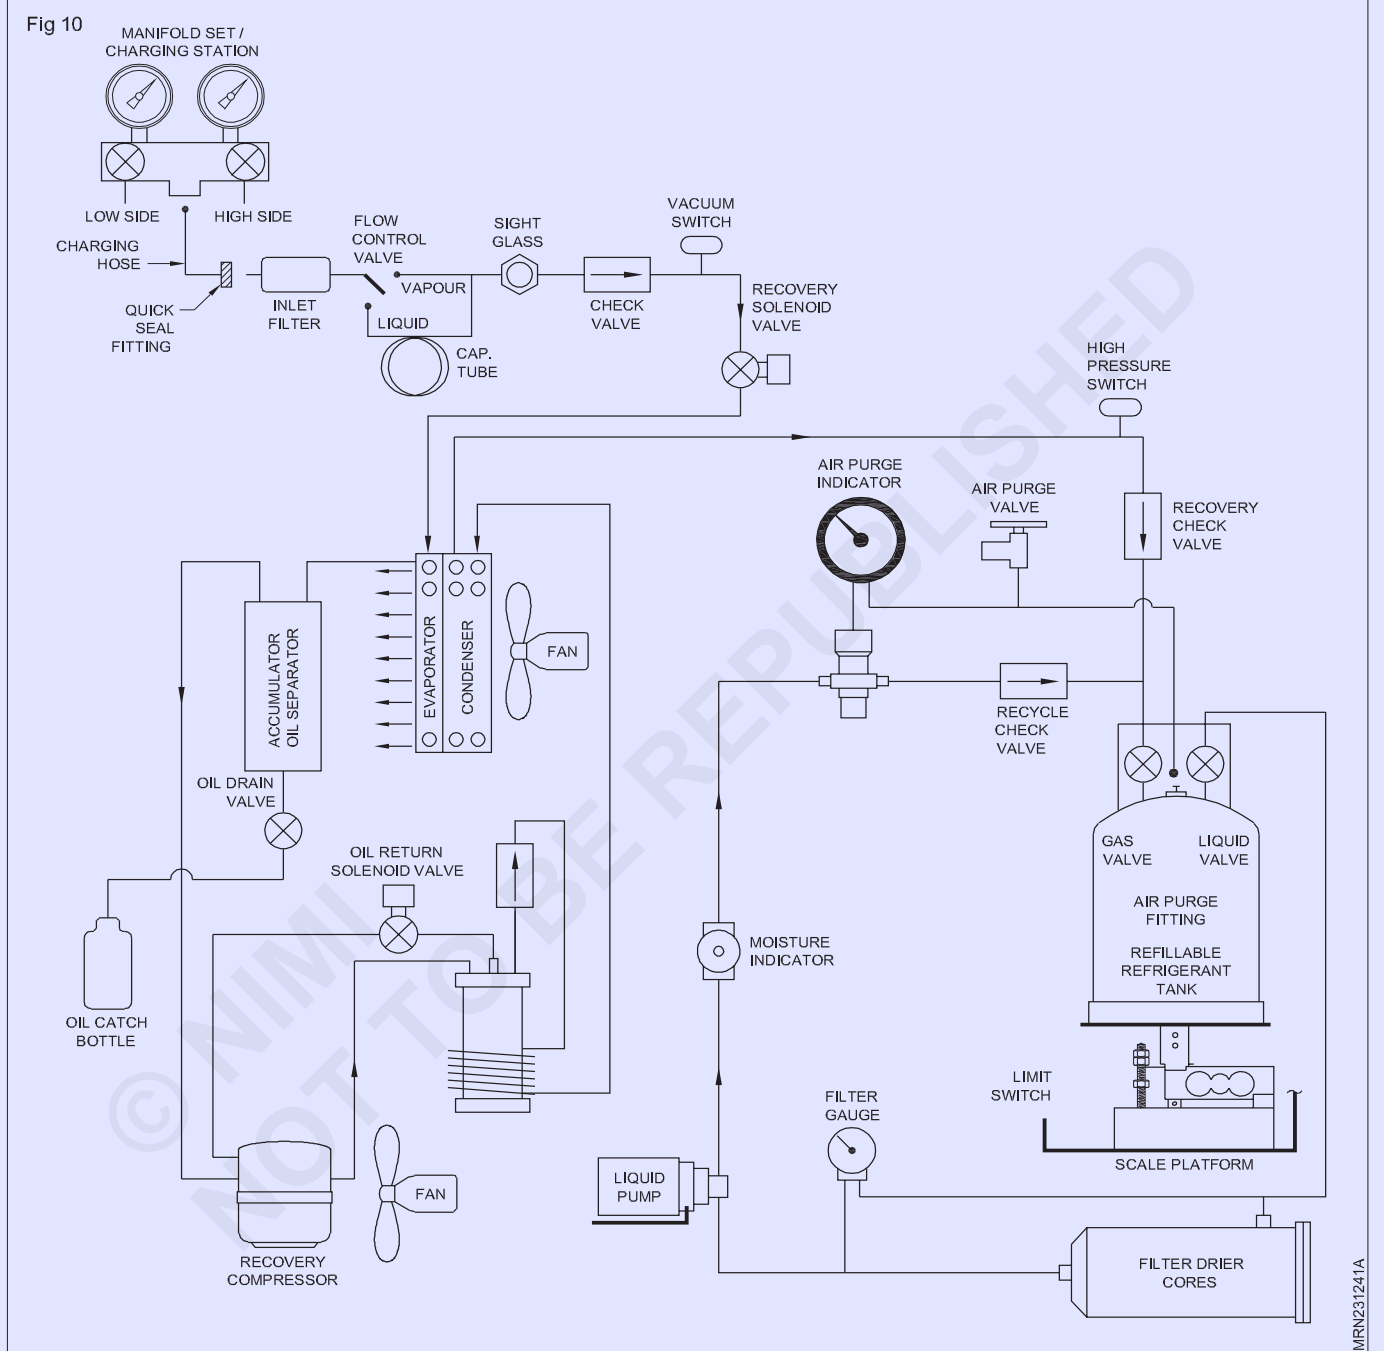 Fig 10
MANIFOLD SET /
CHARGING STATION
LOW SIDE
HIGH SIDE
CHARGING
HOSE
QUICK
SEAL
FITTING
INLET
FILTER
FLOW
CONTROL
VALVE
VAPOUR
LIQUID
CAP.
TUBE
SIGHT
GLASS
CHECK
VALVE
VACUUM
SWITCH
RECOVERY
SOLENOID
VALVE
HIGH
PRESSURE
SWITCH
AIR PURGE
INDICATOR
AIR PURGE
VALVE
RECOVERY
CHECK
VALVE
ACCUMULATOR
OIL SEPARATOR
EVAPORATOR
CONDENSER
FAN
RECYCLE
CHECK
VALVE
OIL DRAIN
VALVE
OIL RETURN
SOLENOID VALVE
GAS
VALVE
LIQUID
VALVE
AIR PURGE
FITTING
REFILLABLE
REFRIGERANT
TANK
MOISTURE
INDICATOR
OIL CATCH
BOTTLE
LIMIT
SWITCH
SCALE PLATFORM
FILTER
GAUGE
LIQUID
PUMP
FAN
RECOVERY
COMPRESSOR
FILTER DRIER
CORES
MRN231241A
© NIMI
NOT TO BE REPUBLISHED